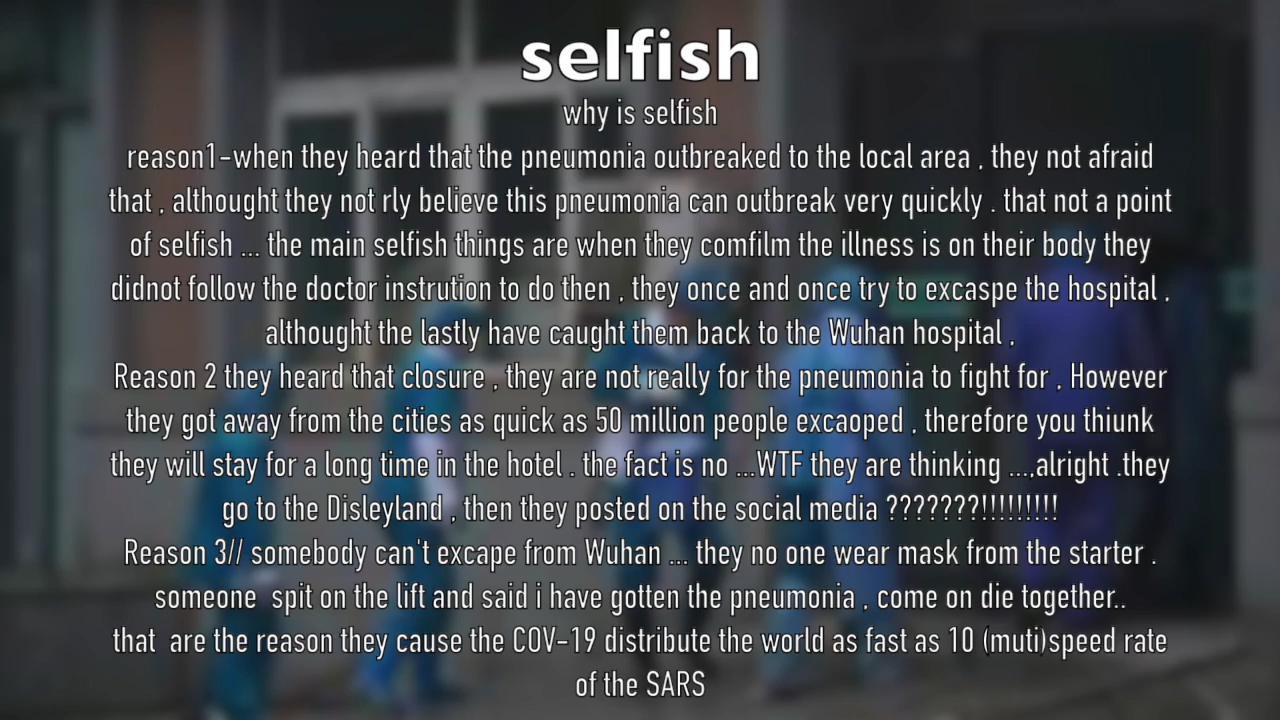 selfish
why is selfish
reason1-when they heard that the pneumonia outbreaked to the local area , they not afraid
that , althought they not rly believe this pneumonia can outbreak very quickly . that not a point
of selfish ... the main selfish things are when they comfilm the illness is on their body they
didnot follow the doctor instrution to do then , they once and once try to excaspe the hospital .
althought the lastly have caught them back to the Wuhan hospital .
Reason 2 they heard that closure , they are not really for the pneumonia to fight for , However
they got away from the cities as quick as 50 million people excaoped , therefore you thiunk
they will stay for a long time in the hotel . the fact is no ...WTF they are thinking ...,alright .they
go to the Disleyland , then they posted on the social media ???????!!!!!!!!!
Reason 3// somebody can't excape from Wuhan ... they no one wear mask from the starter .
someone spit on the lift and said i have gotten the pneumonia , come on die together..
that are the reason they cause the COV-19 distribute the world as fast as 10 (muti)speed rate
of the SARS